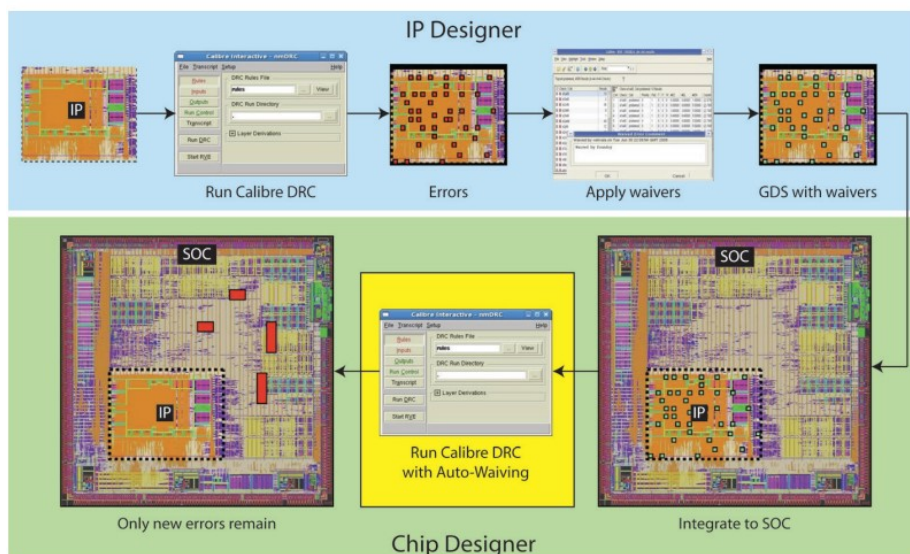 IP Designer
IP
Calibre Interactive - nmDRC
File Transcript Setup Help
Rules
Inputs
Outputs
Run Control
Transcript
Run DRC
Start RVE
DRC Rules File
rules
... View
DRC Run Directory
.
...
Layer Derivations
Run Calibre DRC
Errors
Apply waivers
GDS with waivers
SOC
IP
Only new errors remain
Calibre Interactive - nmDRC
File Transcript Setup Help
Rules
Inputs
Outputs
Run Control
Transcript
Run DRC
Start RVE
DRC Rules File
rules
... View
DRC Run Directory
.
...
Layer Derivations
Run Calibre DRC
with Auto-Waiving
SOC
IP
Integrate to SOC
Chip Designer